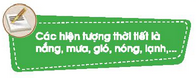 Các hiện tượng thời tiết là
nắng, mưa, gió, nóng, lạnh,...